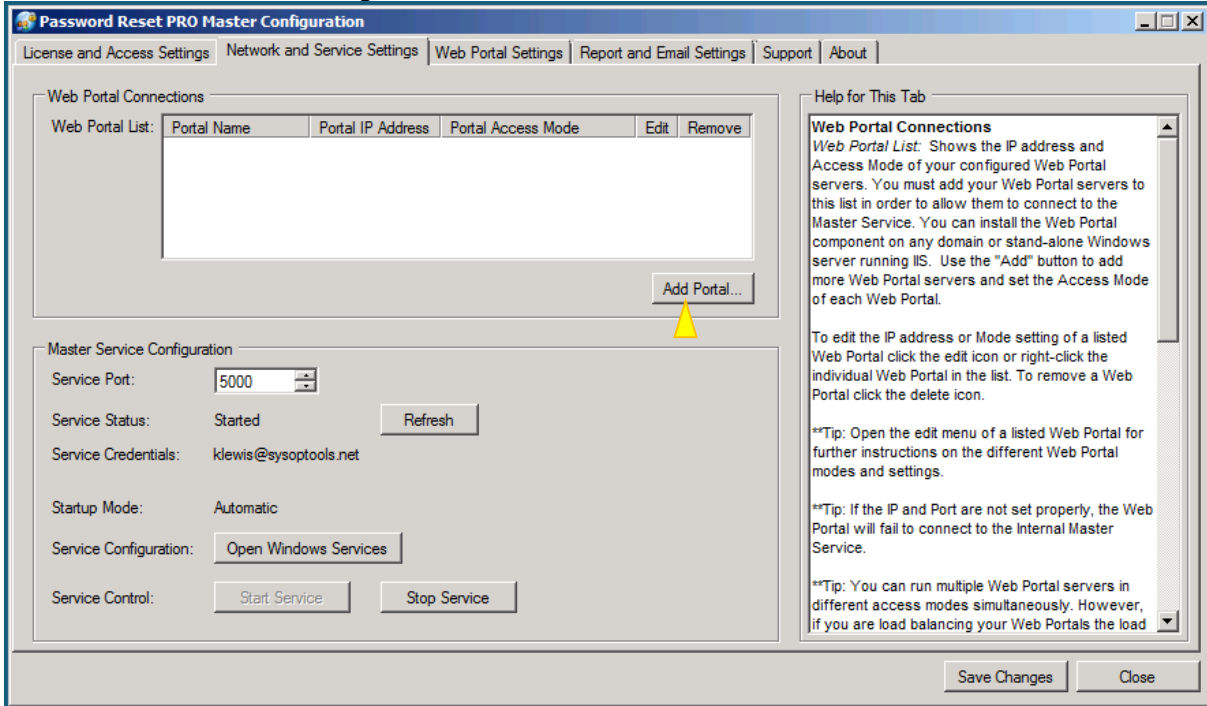 Password Reset PRO Master Configuration
License and Access Settings Network and Service Settings Web Portal Settings Report and Email Settings Support About
Web Portal Connections
Web Portal List: Portal Name Portal IP Address Portal Access Mode Edit Remove
Add Portal...
Master Service Configuration
Service Port: 5000
Service Status: Started Refresh
Service Credentials: klewis@sysoptools.net
Startup Mode: Automatic
Service Configuration: Open Windows Services
Service Control: Start Service Stop Service
Help for This Tab
Web Portal Connections
Web Portal List: Shows the IP address and
Access Mode of your configured Web Portal
servers. You must add your Web Portal servers to
this list in order to allow them to connect to the
Master Service. You can install the Web Portal
component on any domain or stand-alone Windows
server running IIS. Use the "Add" button to add
more Web Portal servers and set the Access Mode
of each Web Portal.
To edit the IP address or Mode setting of a listed
Web Portal click the edit icon or right-click the
individual Web Portal in the list. To remove a Web
Portal click the delete icon.
**Tip: Open the edit menu of a listed Web Portal for
further instructions on the different Web Portal
modes and settings.
**Tip: If the IP and Port are not set properly, the Web
Portal will fail to connect to the Internal Master
Service.
**Tip: You can run multiple Web Portal servers in
different access modes simultaneously. However,
if you are load balancing your Web Portals the load
Save Changes Close